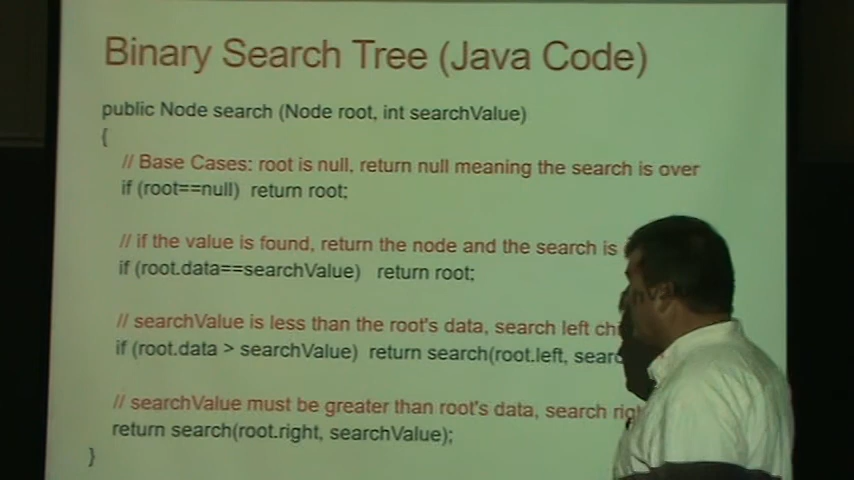 Binary Search Tree (Java Code)
public Node search (Node root, int searchValue)
{
// Base Cases: root is null, return null meaning the search is over
if (root==null) return root;
// if the value is found, return the node and the search is
if (root.data==searchValue) return root;
// searchValue is less than the root's data, search left
if (root.data > searchValue) return search(root.left,
// searchValue must be greater than root's data, search
return search(root.right, searchValue);
}